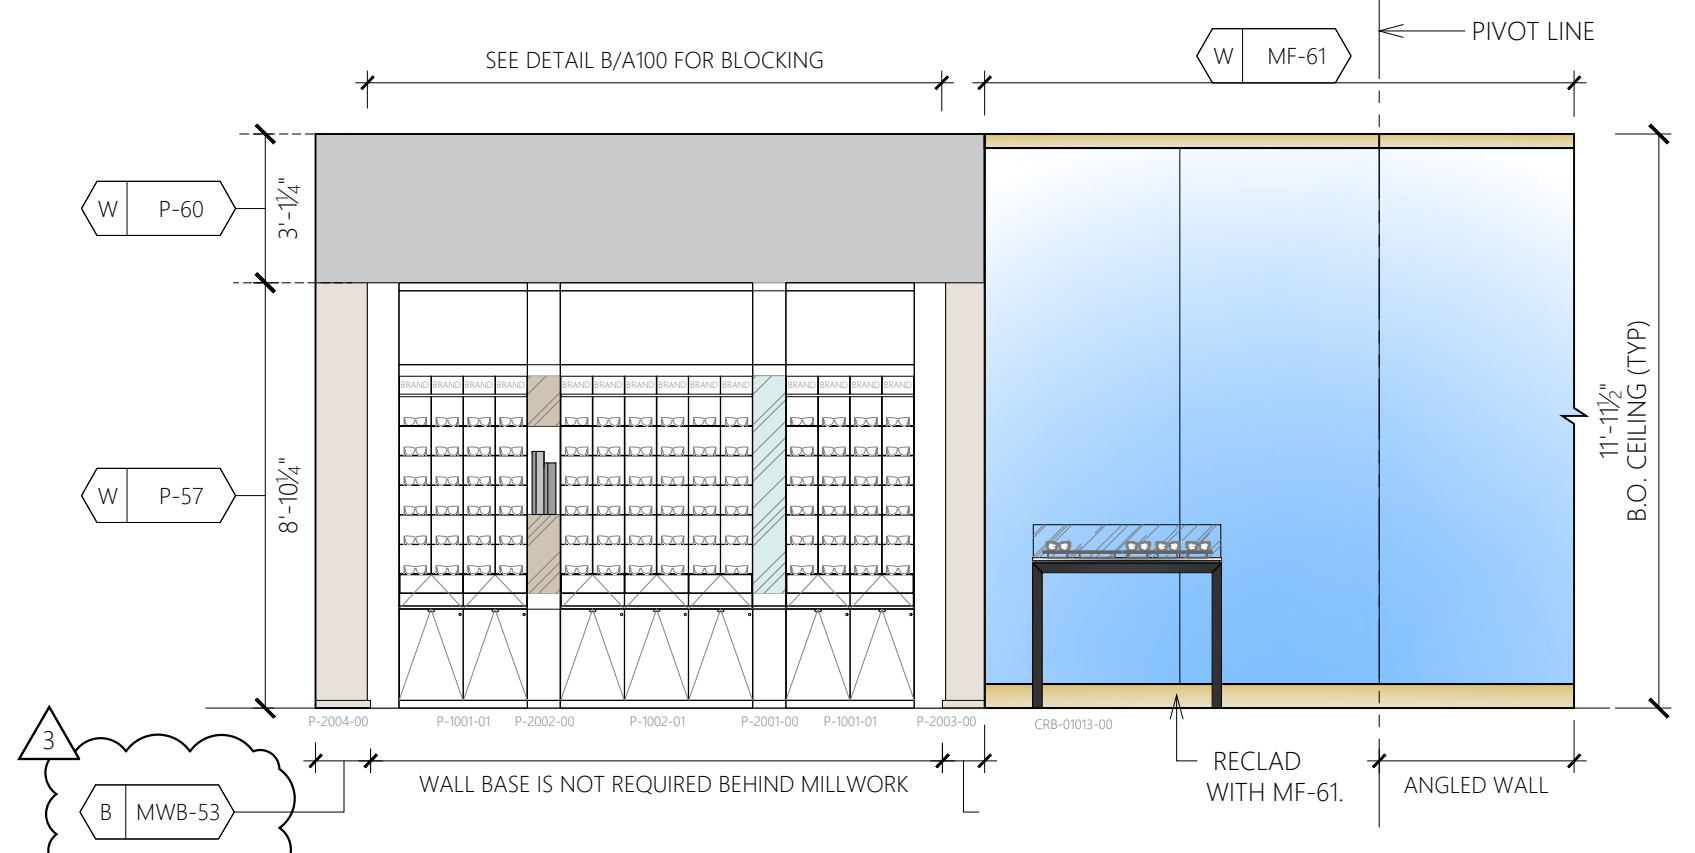 PIVOT LINE
SEE DETAIL B/A100 FOR BLOCKING
W MF-61
W P-60
3'-1¼"
BRAND BRAND BRAND BRAND BRAND BRAND BRAND BRAND BRAND BRAND BRAND BRAND BRAND BRAND
W P-57
8'-10¼"
11'-11½"
B.O. CEILING (TYP)
P-2004-00 P-1001-01 P-2002-00 P-1002-01 P-2001-00 P-1001-01 P-2003-00 CRB-01013-00
3
RECLAD
WITH MF-61.
WALL BASE IS NOT REQUIRED BEHIND MILLWORK
ANGLED WALL
B MWB-53